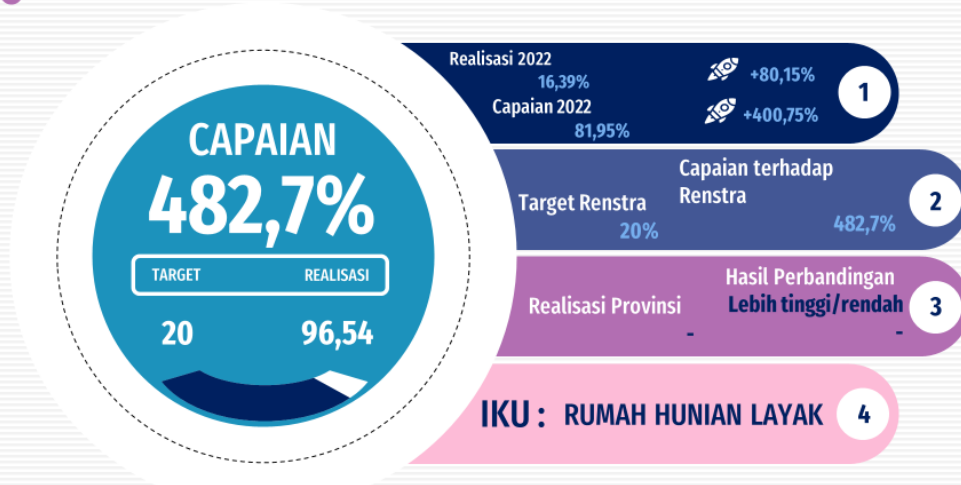 CAPAIAN
482,7%
TARGET REALISASI
20 96,54
Realisasi 2022
16,39%
+80,15%
Capaian 2022
81,95%
+400,75%
1
Target Renstra
20%
Capaian terhadap
Renstra
482,7%
2
Realisasi Provinsi
-
Hasil Perbandingan
Lebih tinggi/rendah
-
3
IKU : RUMAH HUNIAN LAYAK
4